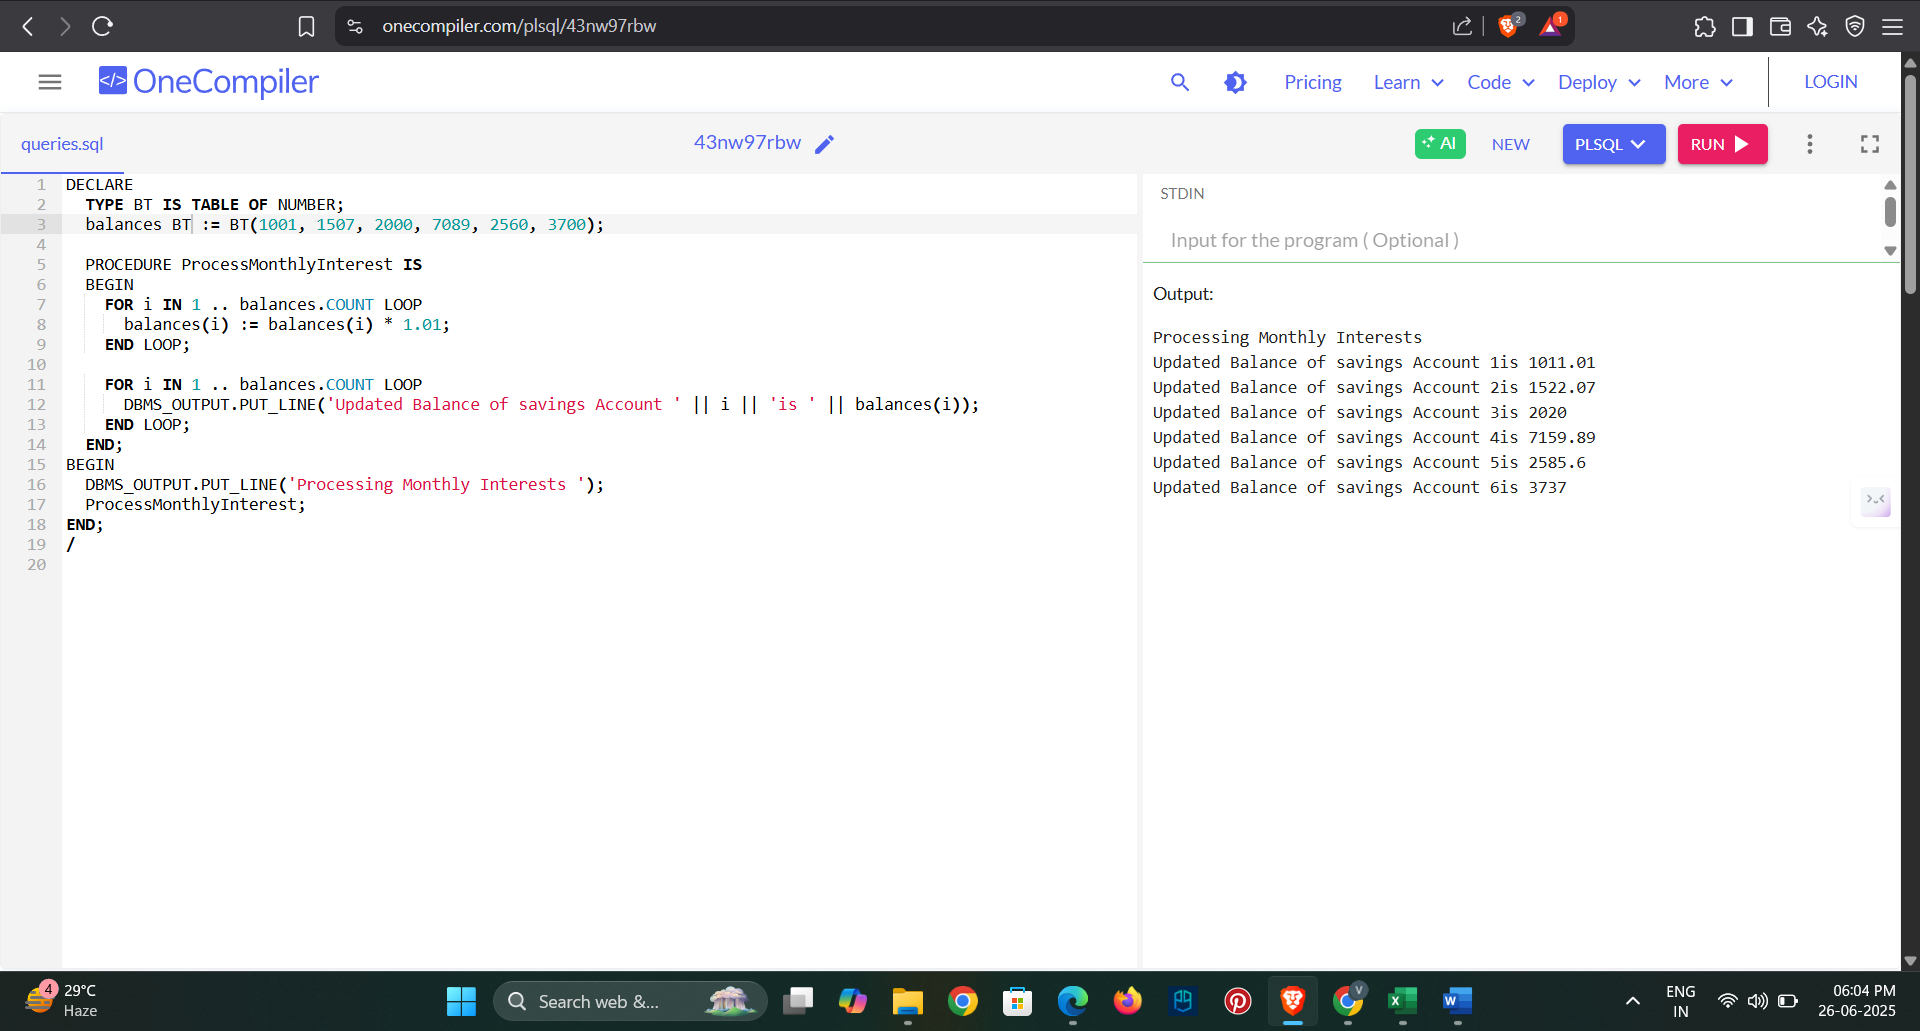 onecompiler.com/plsql/43nw97rbw
2
1
</> OneCompiler
Pricing
Learn
Code
Deploy
More
LOGIN
queries.sql
43nw97rbw
AI
NEW
PLSQL
RUN
1 DECLARE
2   TYPE BT IS TABLE OF NUMBER;
3   balances BT := BT(1001, 1507, 2000, 7089, 2560, 3700);
4
5   PROCEDURE ProcessMonthlyInterest IS
6   BEGIN
7     FOR i IN 1 .. balances.COUNT LOOP
8       balances(i) := balances(i) * 1.01;
9     END LOOP;
10
11     FOR i IN 1 .. balances.COUNT LOOP
12       DBMS_OUTPUT.PUT_LINE('Updated Balance of savings Account ' || i || 'is ' || balances(i));
13     END LOOP;
14   END;
15 BEGIN
16   DBMS_OUTPUT.PUT_LINE('Processing Monthly Interests ');
17   ProcessMonthlyInterest;
18 END;
19 /
20
STDIN
Input for the program ( Optional )
Output:
Processing Monthly Interests
Updated Balance of savings Account 1is 1011.01
Updated Balance of savings Account 2is 1522.07
Updated Balance of savings Account 3is 2020
Updated Balance of savings Account 4is 7159.89
Updated Balance of savings Account 5is 2585.6
Updated Balance of savings Account 6is 3737
4
29°C
Haze
Search web &...
V
ENG
IN
06:04 PM
26-06-2025